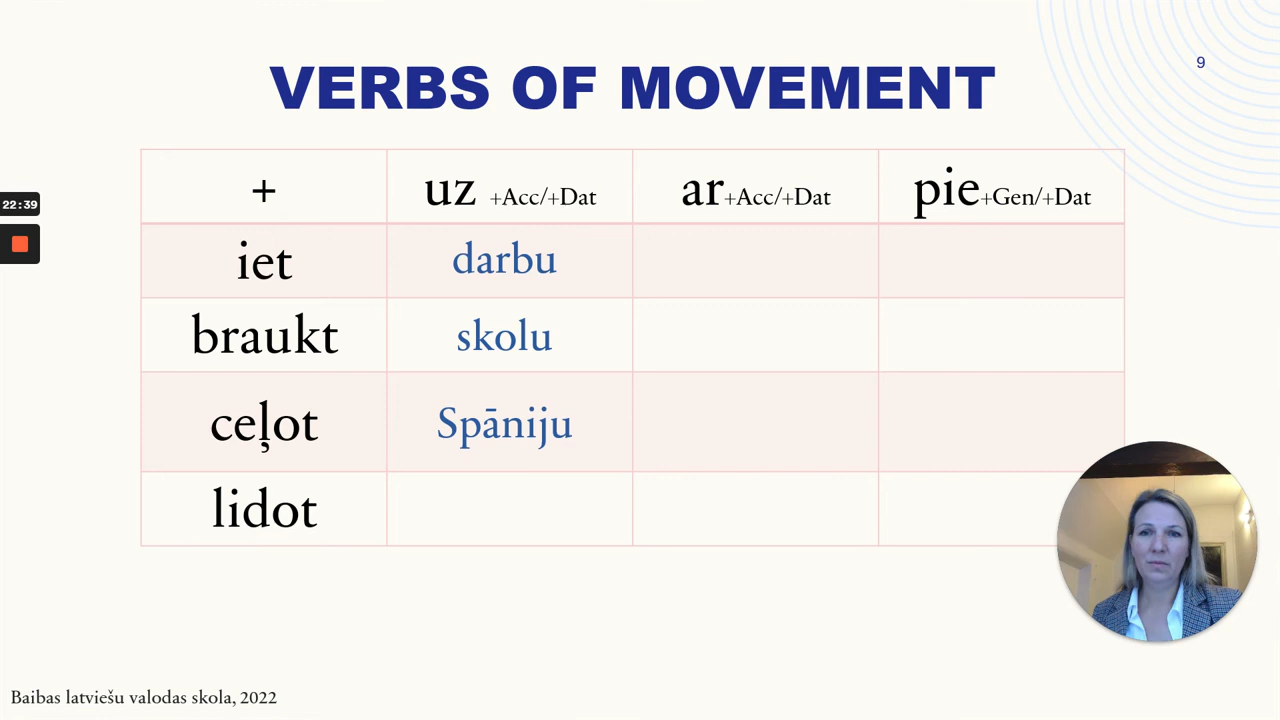 9
VERBS OF MOVEMENT
+ uz +Acc/+Dat ar+Acc/+Dat pie+Gen/+Dat
22:39
iet darbu
braukt skolu
ceļot Spāniju
lidot
Baibas latviešu valodas skola, 2022